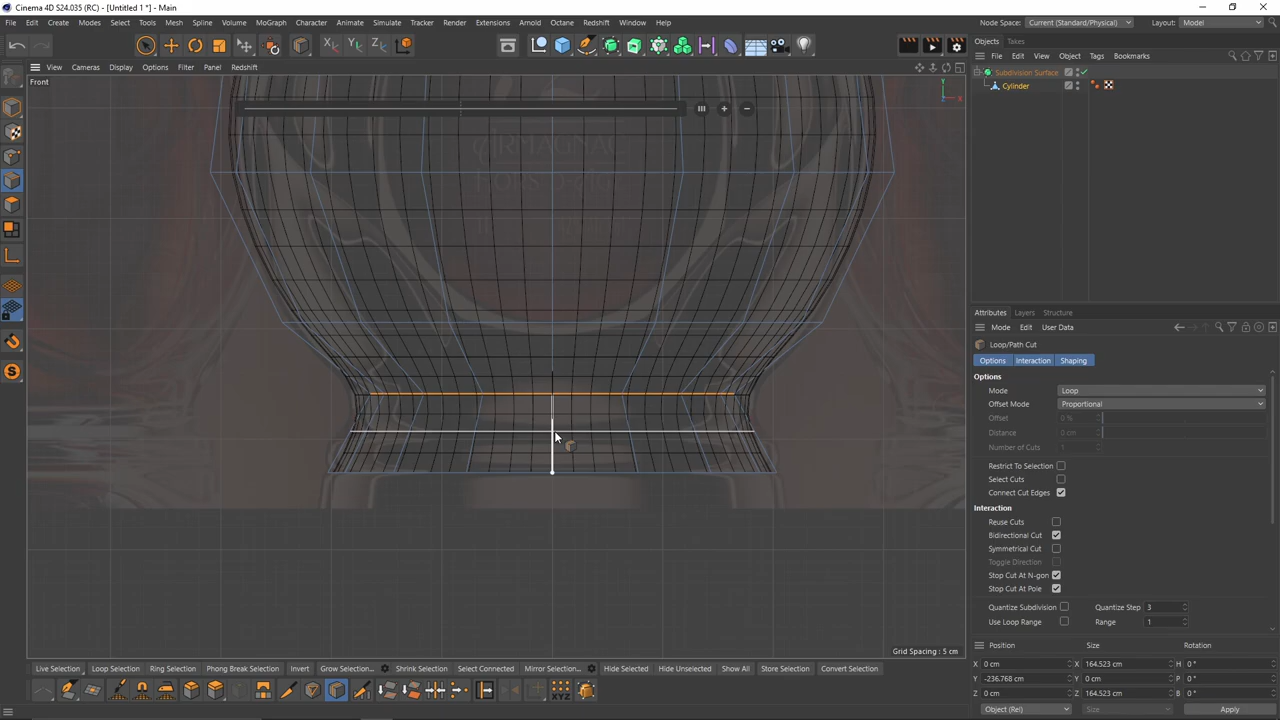 Cinema 4D S24.035 (RC) - [Untitled 1 *] - Main
File Edit Create Modes Select Tools Mesh Spline Volume MoGraph Character Animate Simulate Tracker Render Extensions Arnold Octane Redshift Window Help
Node Space: Current (Standard/Physical) Layout: Model
Objects Takes
View Cameras Display Options Filter Panel Redshift
File Edit View Object Tags Bookmarks
Front
Subdivision Surface
Cylinder
X Y Z
Y
X
ARMAGNAC
HORS D'AGE
Attributes Layers Structure
Mode Edit User Data
Loop/Path Cut
Options Interaction Shaping
Options
Mode Loop
Offset Mode Proportional
Offset 0 %
Distance 0 cm
Number of Cuts 1
Restrict To Selection
Select Cuts
Connect Cut Edges
Interaction
Reuse Cuts
Bidirectional Cut
Symmetrical Cut
Toggle Direction
Stop Cut At N-gon
Stop Cut At Pole
Quantize Subdivision Quantize Step 3
Use Loop Range Range 1
Grid Spacing : 5 cm
Position Size Rotation
X 0 cm X 164.523 cm H 0 °
Y -236.768 cm Y 0 cm P 0 °
Z 0 cm Z 164.523 cm B 0 °
Object (Rel) Size Apply
Live Selection Loop Selection Ring Selection Phong Break Selection Invert Grow Selection... Shrink Selection Select Connected Mirror Selection... Hide Selected Hide Unselected Show All Store Selection Convert Selection
XYZ